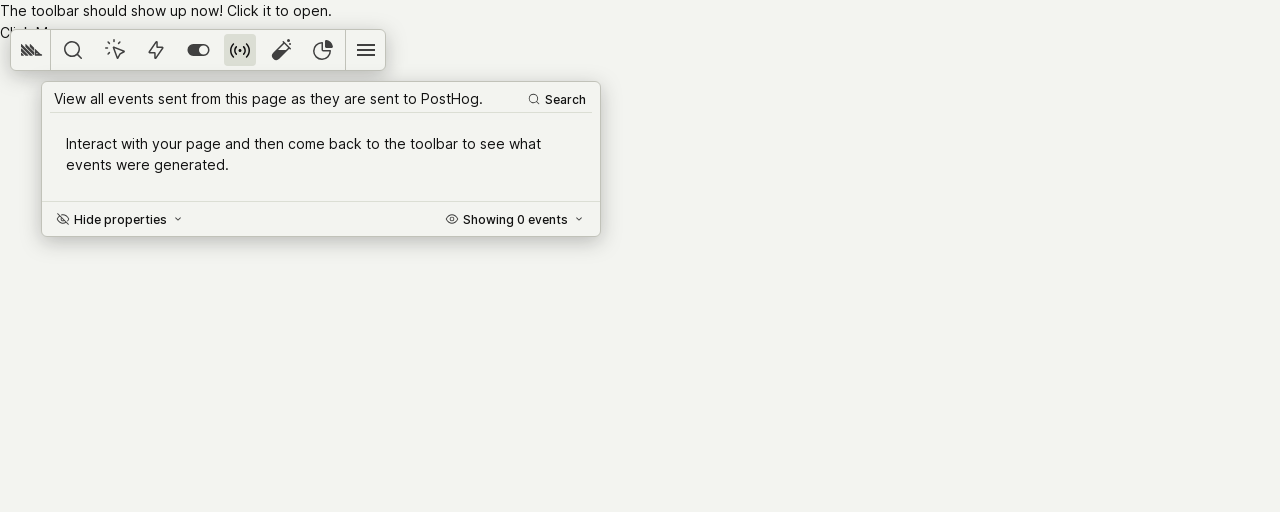 The toolbar should show up now! Click it to open.
View all events sent from this page as they are sent to PostHog.
Search
Interact with your page and then come back to the toolbar to see what
events were generated.
Hide properties
Showing 0 events